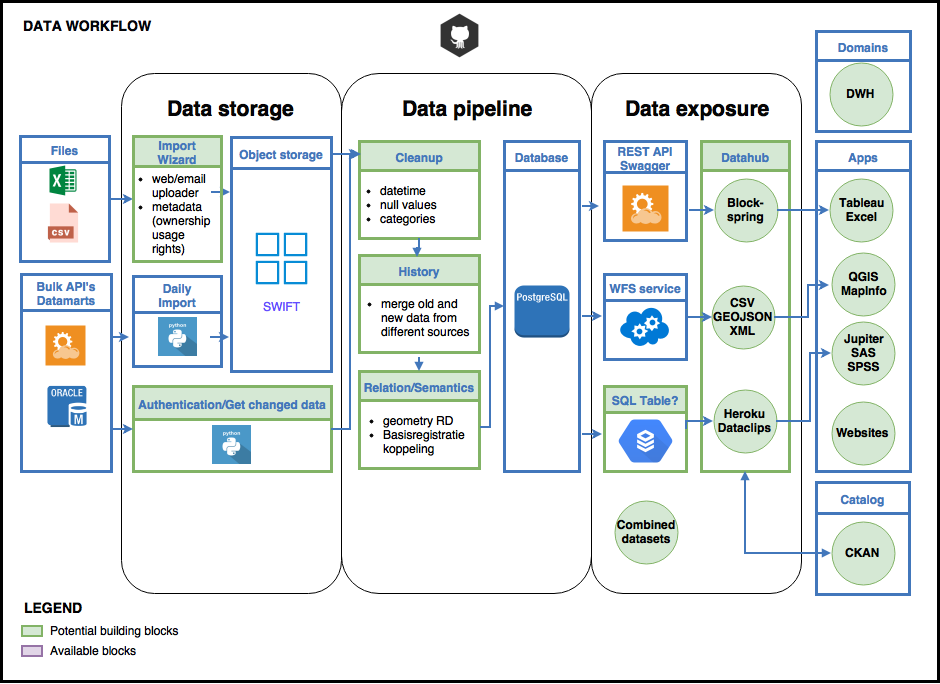 DATA WORKFLOW
Data storage
Data pipeline
Data exposure
Files
X
CSV
Bulk API's
Datamarts
ORACLE
M
Import
Wizard
• web/email
uploader
• metadata
(ownership
usage
rights)
Object storage
SWIFT
Daily
Import
python
Authentication/Get changed data
python
Cleanup
• datetime
• null values
• categories
History
• merge old and
new data from
different sources
Relation/Semantics
• geometry RD
• Basisregistratie
koppeling
Database
PostgreSQL
REST API
Swagger
WFS service
SQL Table?
Combined
datasets
Datahub
Block-
spring
CSV
GEOJSON
XML
Heroku
Dataclips
Domains
DWH
Apps
Tableau
Excel
QGIS
MapInfo
Jupiter
SAS
SPSS
Websites
Catalog
CKAN
LEGEND
Potential building blocks
Available blocks